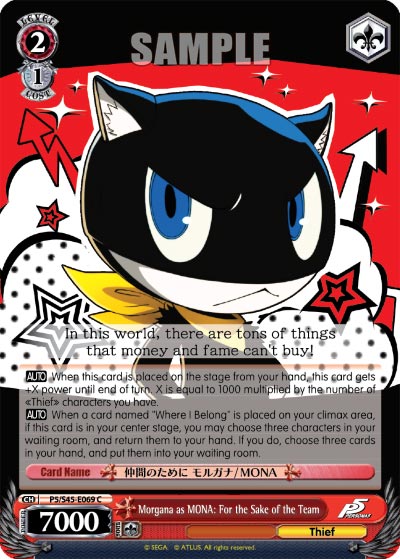 LEVEL
2
1
COST
SAMPLE
In this world, there are tons of things
that money and fame can't buy!
AUTO When this card is placed on the stage from your hand, this card gets
+X power until end of turn. X is equal to 1000 multiplied by the number of
«Thief» characters you have.
AUTO When a card named "Where I Belong" is placed on your climax area,
if this card is in your center stage, you may choose three characters in your
waiting room, and return them to your hand. If you do, choose three cards
in your hand, and put them into your waiting room.
Card Name 仲間のために モルガナ/MONA
CH P5/S45-E069 C
7000
Morgana as MONA: For the Sake of the Team
P5 PERSONA5
Thief
© SEGA. © ATLUS. All rights reserved.